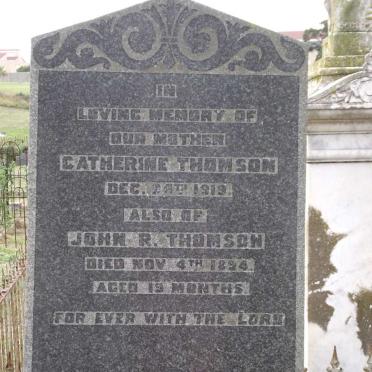 IN
LOVING MEMORY OF
OUR MOTHER
CATHERINE THOMSON
DEC. 24TH 1919.
ALSO OF
JOHN R. THOMSON
DIED NOV. 4TH 1894.
AGED 19 MONTHS
FOR EVER WITH THE LORD